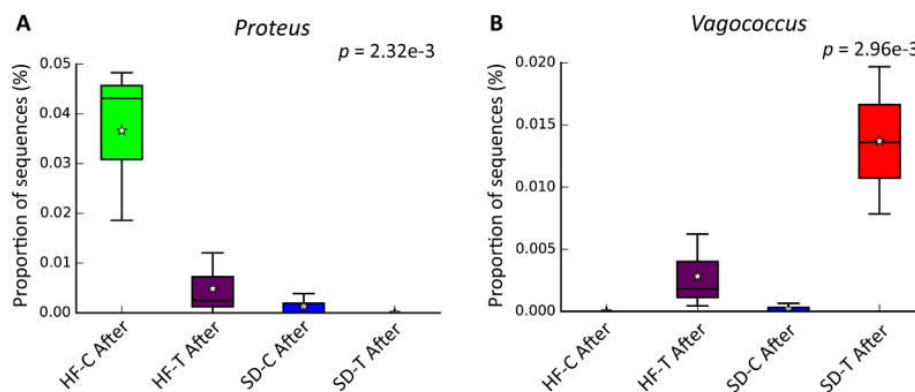 A
Proteus
p = 2.32e-3
Proportion of sequences (%)
0.05
0.04
0.03
0.02
0.01
0.00
HF-C After
HF-T After
SD-C After
SD-T After
B
Vagococcus
p = 2.96e-3
Proportion of sequences (%)
0.020
0.015
0.010
0.005
0.000
HF-C After
HF-T After
SD-C After
SD-T After